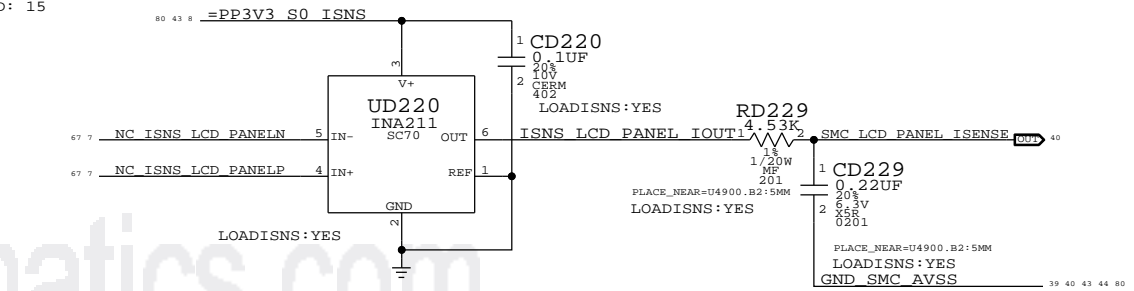 D: 15
80 43 8 =PP3V3_S0_ISNS
1 CD220
0.1UF
20%
10V
2 CERM
402
LOADISNS:YES
3
V+
UD220
INA211
SC70
67 7 NC_ISNS_LCD_PANELN 5 IN-
OUT 6 ISNS_LCD_PANEL_IOUT
67 7 NC_ISNS_LCD_PANELP 4 IN+
REF 1
GND
2
LOADISNS:YES
RD229
4.53K
1 2
1%
1/20W
MF
201
PLACE_NEAR=U4900.B2:5MM
LOADISNS:YES
SMC_LCD_PANEL_ISENSE OUT 40
1 CD229
0.22UF
20%
6.3V
2 X5R
0201
PLACE_NEAR=U4900.B2:5MM
LOADISNS:YES
GND_SMC_AVSS 39 40 43 44 80
natics.com